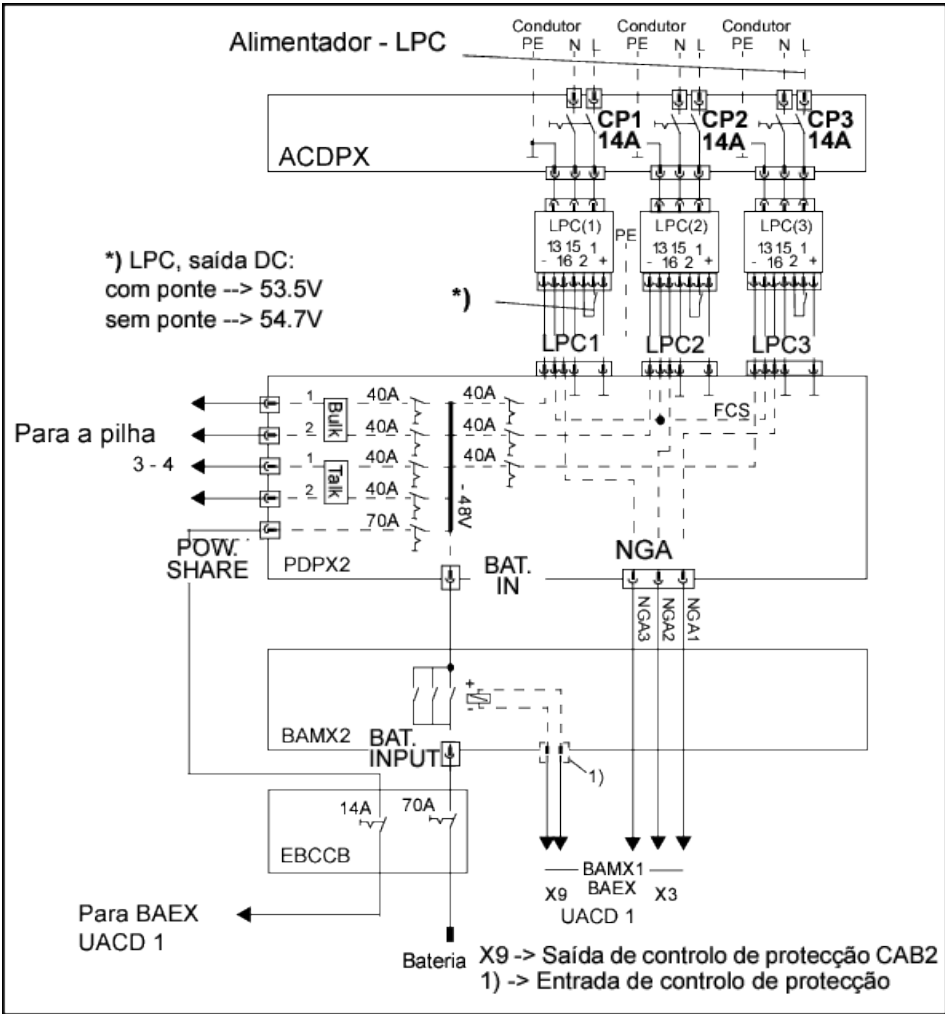 Alimentador - LPC
Condutor Condutor Condutor
PE N L PE N L PE N L
CP1 CP2 CP3
14A 14A 14A
ACDPX
LPC(1) LPC(2) LPC(3)
13 15 1 13 15 1 13 15 1
- 16 2 + - 16 2 + - 16 2 +
PE
*) LPC, saída DC:
com ponte --> 53.5V
sem ponte --> 54.7V
*)
LPC1 LPC2 LPC3
Para a pilha
3 - 4
1 Bulk 40A 40A
2 40A 40A
1 Talk 40A 40A
2 40A
70A
- 48V
FCS
POW.
SHARE
PDPX2
BAT.
IN
NGA
NGA3 NGA2 NGA1
+
-
BAMX2
BAT.
INPUT
1)
14A 70A
EBCCB
BAMX1
X9 BAEX X3
UACD 1
Para BAEX
UACD 1
Bateria
X9 -> Saída de controlo de protecção CAB2
1) -> Entrada de controlo de protecção